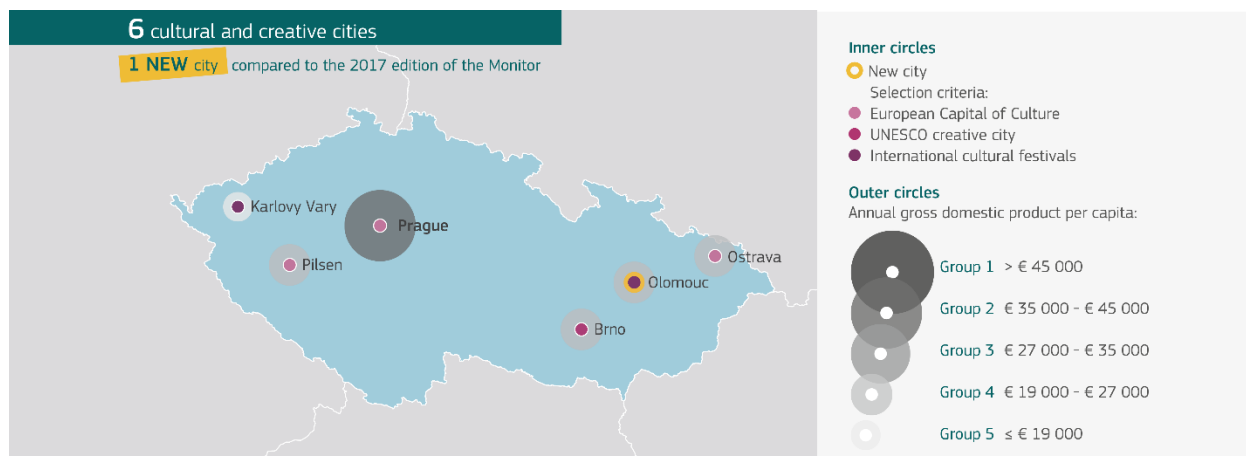 6 cultural and creative cities
1 NEW city compared to the 2017 edition of the Monitor
Karlovy Vary
Prague
Pilsen
Ostrava
Olomouc
Brno
Inner circles
New city
Selection criteria:
European Capital of Culture
UNESCO creative city
International cultural festivals
Outer circles
Annual gross domestic product per capita:
Group 1 > € 45 000
Group 2 € 35 000 - € 45 000
Group 3 € 27 000 - € 35 000
Group 4 € 19 000 - € 27 000
Group 5 ≤ € 19 000